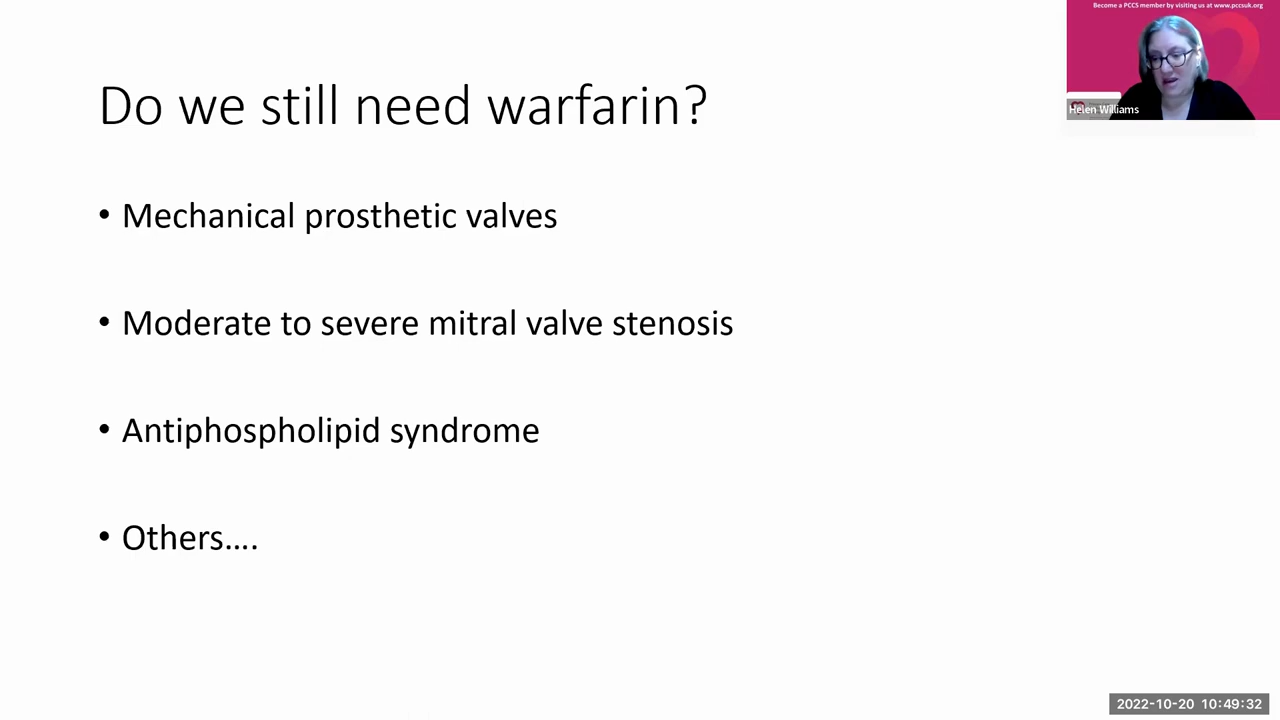 Become a PCCS member by visiting us at www.pccsuk.org
Helen Williams
Do we still need warfarin?
• Mechanical prosthetic valves
• Moderate to severe mitral valve stenosis
• Antiphospholipid syndrome
• Others....
2022-10-20 10:49:32